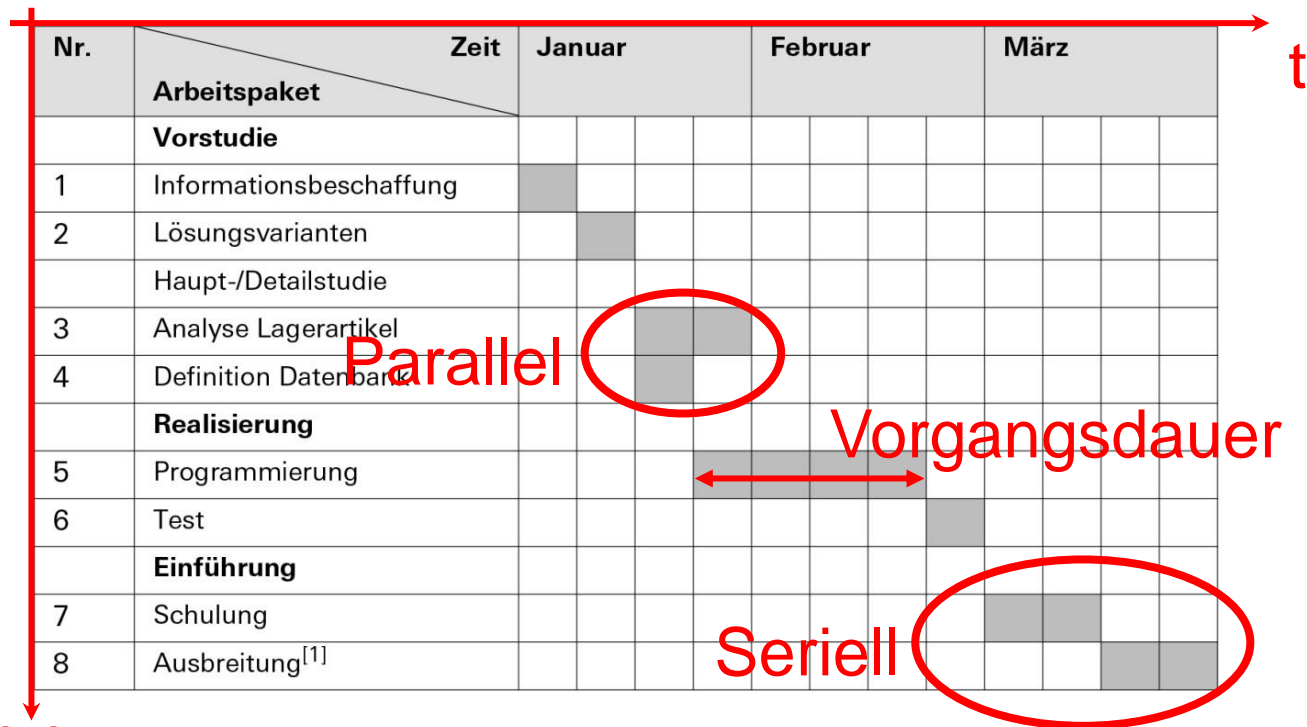 Nr. Zeit Januar Februar März
t
Arbeitspaket
Vorstudie
1 Informationsbeschaffung
2 Lösungsvarianten
Haupt-/Detailstudie
3 Analyse Lagerartikel
Parallel
4 Definition Datenbank
Realisierung
Vorgangsdauer
5 Programmierung
6 Test
Einführung
7 Schulung
Seriell
8 Ausbreitung[1]